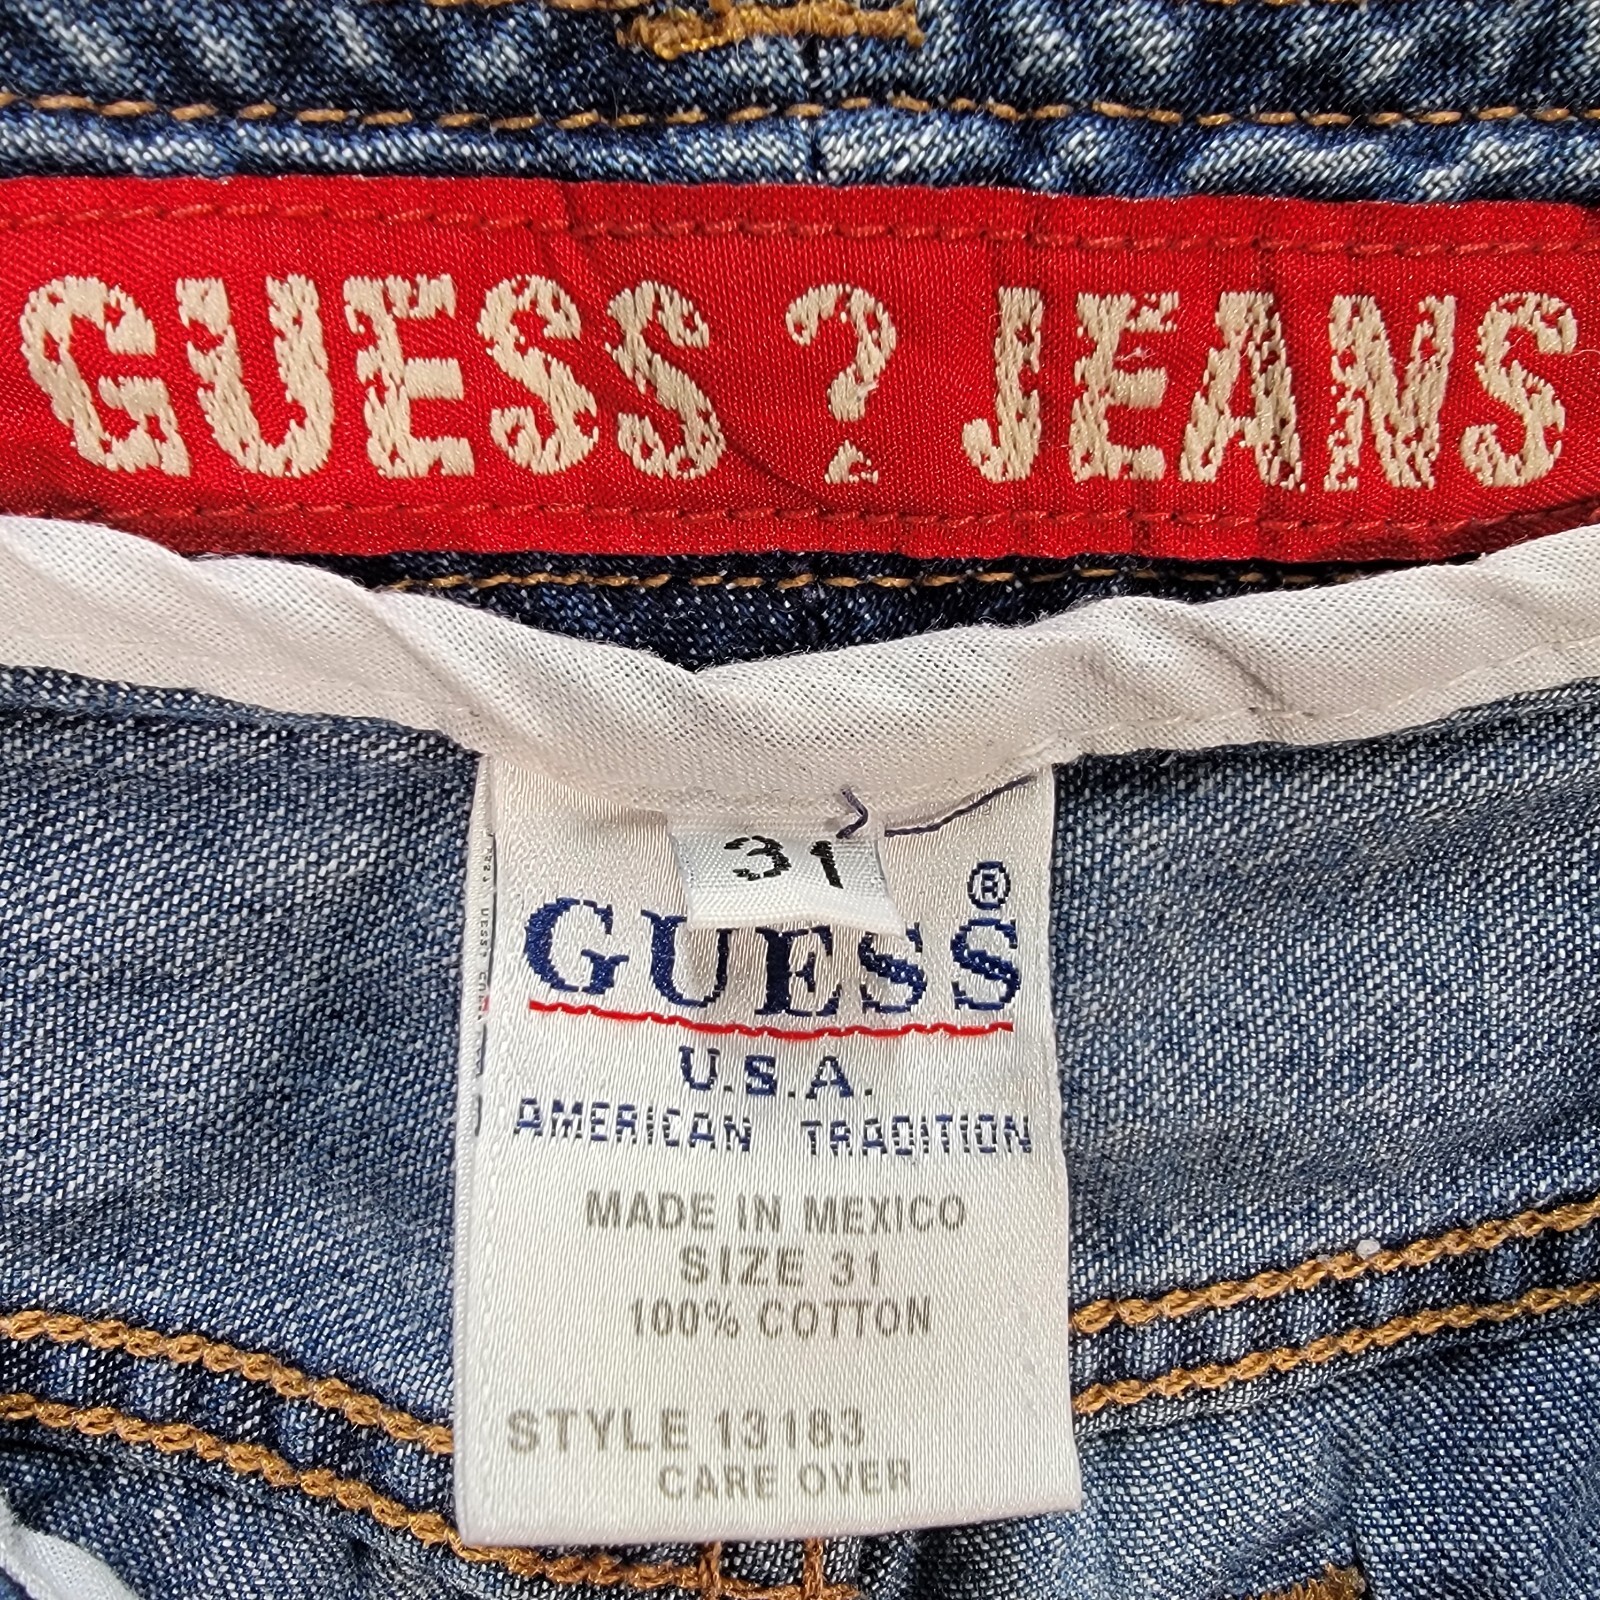 GUESS ? JEANS
31
GUESS®
U.S.A.
AMERICAN TRADITION
MADE IN MEXICO
SIZE 31
100% COTTON
STYLE 13183
CARE OVER